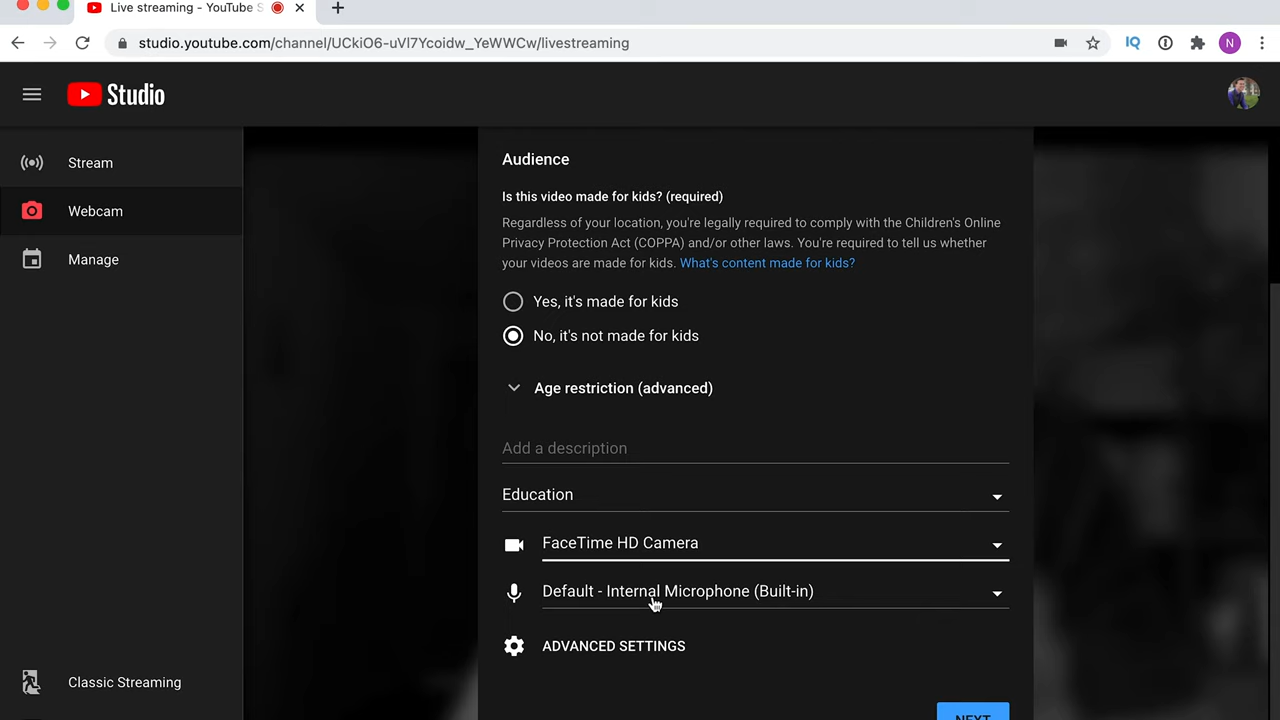 Live streaming - YouTube S
studio.youtube.com/channel/UCkiO6-uVl7Ycoidw_YeWWCw/livestreaming
IQ
N
Studio
Stream
Webcam
Manage
Classic Streaming
Audience
Is this video made for kids? (required)
Regardless of your location, you're legally required to comply with the Children's Online
Privacy Protection Act (COPPA) and/or other laws. You're required to tell us whether
your videos are made for kids. What's content made for kids?
Yes, it's made for kids
No, it's not made for kids
Age restriction (advanced)
Add a description
Education
FaceTime HD Camera
Default - Internal Microphone (Built-in)
ADVANCED SETTINGS
NEXT